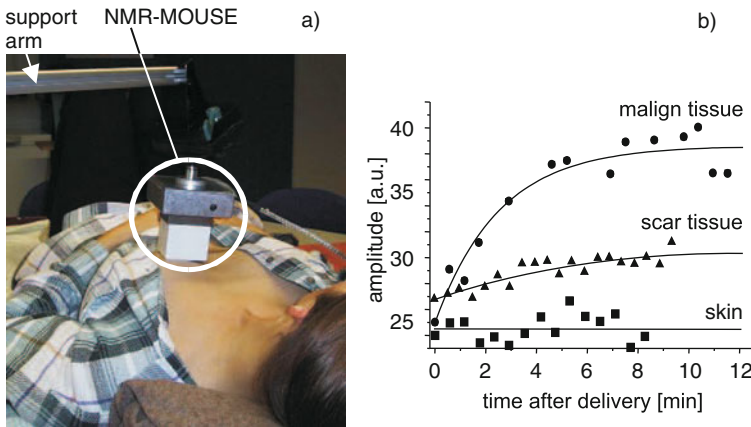 support
arm
NMR-MOUSE
a)
b)
malign tissue
scar tissue
skin
amplitude [a.u.]
40
35
30
25
0
2
4
6
8
10
12
time after delivery [min]